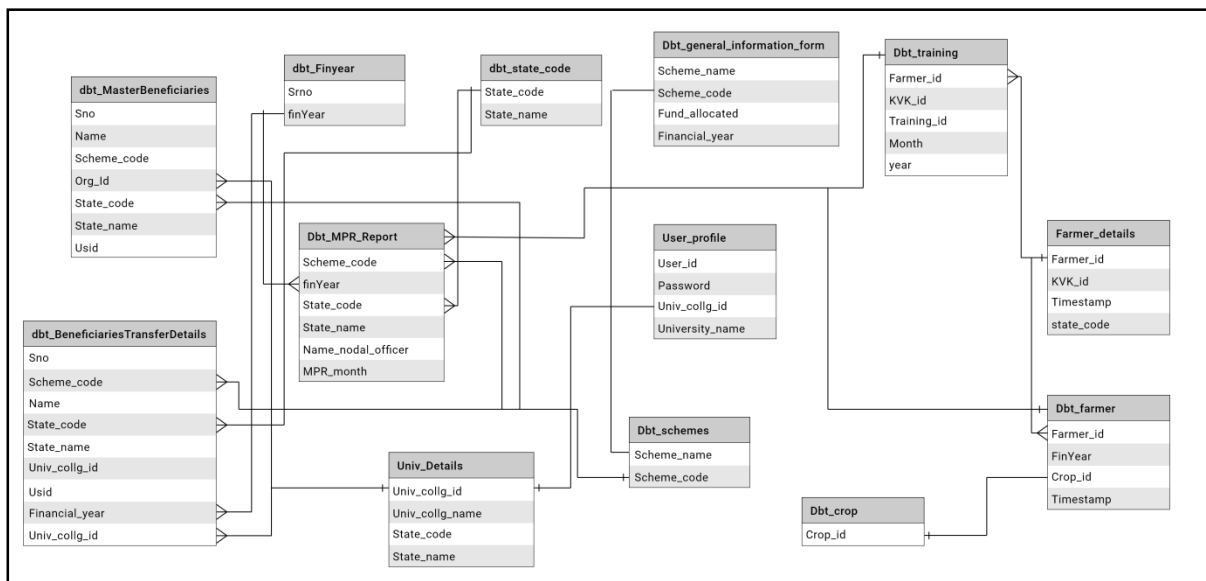 dbt_MasterBeneficiaries
Sno
Name
Scheme_code
Org_Id
State_code
State_name
Usid
dbt_Finyear
Srno
finYear
dbt_state_code
State_code
State_name
Dbt_general_information_form
Scheme_name
Scheme_code
Fund_allocated
Financial_year
Dbt_training
Farmer_id
KVK_id
Training_id
Month
year
Dbt_MPR_Report
Scheme_code
finYear
State_code
State_name
Name_nodal_officer
MPR_month
User_profile
User_id
Password
Univ_collg_id
University_name
Farmer_details
Farmer_id
KVK_id
Timestamp
state_code
dbt_BeneficiariesTransferDetails
Sno
Scheme_code
Name
State_code
State_name
Univ_collg_id
Usid
Financial_year
Univ_collg_id
Univ_Details
Univ_collg_id
Univ_collg_name
State_code
State_name
Dbt_schemes
Scheme_name
Scheme_code
Dbt_farmer
Farmer_id
FinYear
Crop_id
Timestamp
Dbt_crop
Crop_id